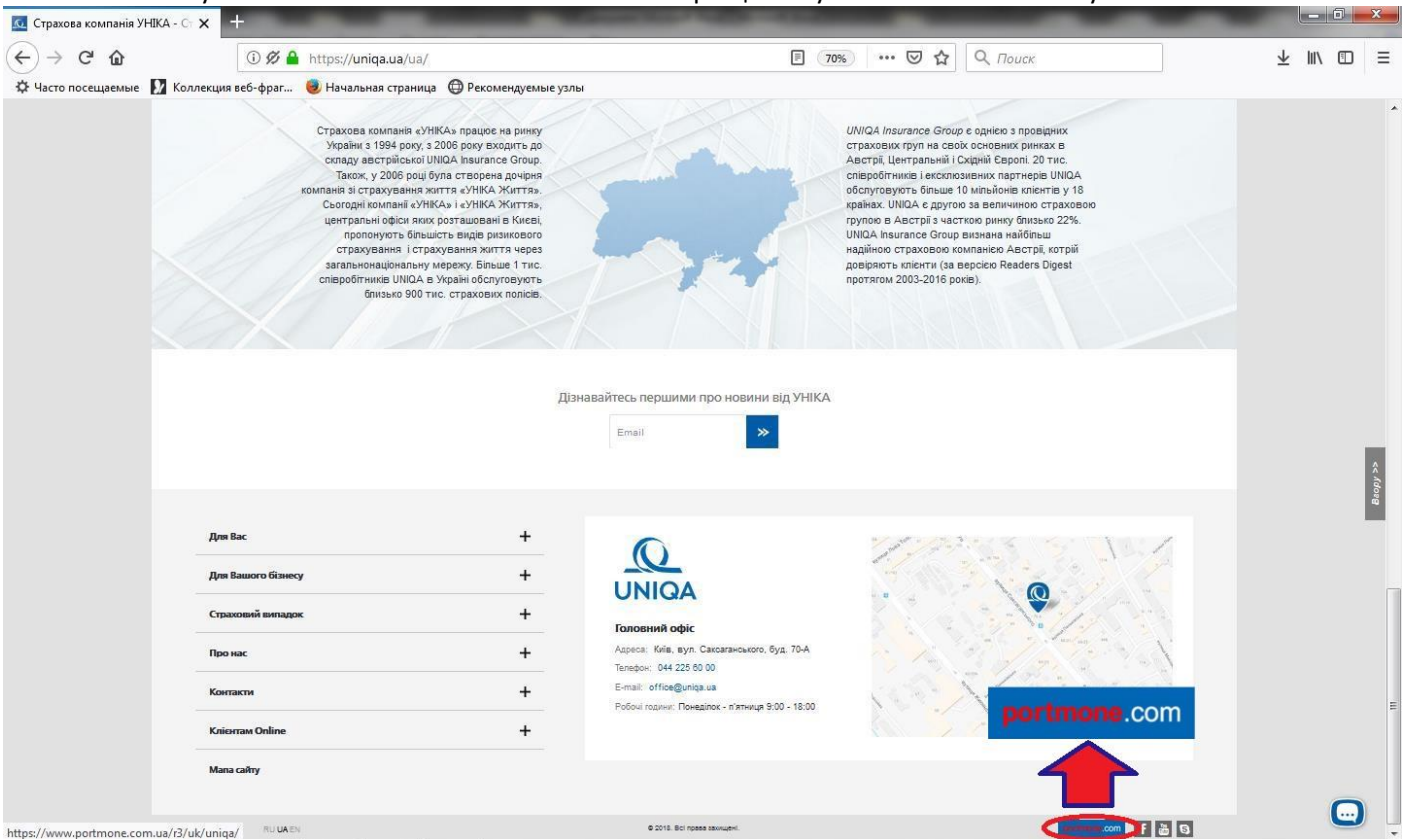 Страхова компанія УНІКА - Ст
https://uniqa.ua/ua/
70%
Поиск
Часто посещаемые
Коллекция веб-фраг...
Начальная страница
Рекомендуемые узлы
Страхова компанія «УНІКА» працює на ринку
України з 1994 року, з 2006 року входить до
складу австрійської UNIQA Insurance Group.
Також, у 2006 році була створена дочірня
компанія зі страхування життя «УНІКА Життя».
Сьогодні компанії «УНІКА» і «УНІКА Життя»,
центральні офіси яких розташовані в Києві,
пропонують більшість видів ризикового
страхування і страхування життя через
загальнонаціональну мережу. Більше 1 тис.
співробітників UNIQA в Україні обслуговують
близько 900 тис. страхових полісів.
UNIQA Insurance Group є однією з провідних
страхових груп на своїх основних ринках в
Австрії, Центральній і Східній Європі. 20 тис.
співробітників і ексклюзивних партнерів UNIQA
обслуговують більше 10 мільйонів клієнтів у 18
країнах. UNIQA є другою за величиною страховою
групою в Австрії з часткою ринку близько 22%.
UNIQA Insurance Group визнана найбільш
надійною страховою компанією Австрії, котрій
довіряють клієнти (за версією Readers Digest
протягом 2003-2016 років).
Дізнавайтесь першими про новини від УНІКА
Email
Вгору >>
Для Вас
Для Вашого бізнесу
Страховий випадок
Про нас
Контакти
Клієнтам Online
Мапа сайту
UNIQA
Головний офіс
Адреса: Київ, вул. Саксаганського, буд. 70-А
Телефон: 044 225 60 00
E-mail: office@uniqa.ua
Робочі години: Понеділок - п'ятниця 9:00 - 18:00
portmone.com
https://www.portmone.com.ua/r3/uk/uniqa/
RU UA EN
© 2018. Всі права захищені.
portmone.com